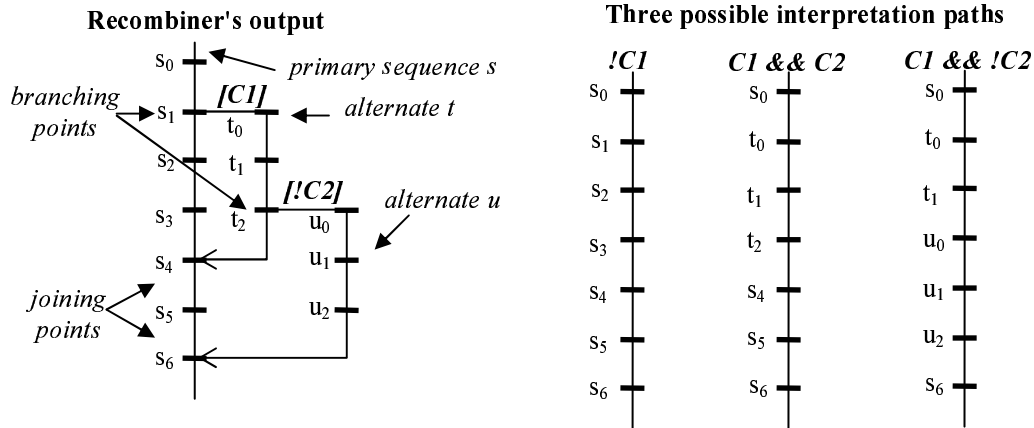 Recombiner's output
s0
primary sequence s
branching
points
[C1]
alternate t
s1
t0
s2
t1
[!C2]
alternate u
s3
t2
u0
s4
u1
joining
points
s5
u2
s6
Three possible interpretation paths
!C1
s0
s1
s2
s3
s4
s5
s6
C1 && C2
s0
t0
t1
t2
s4
s5
s6
C1 && !C2
s0
t0
t1
u0
u1
u2
s6